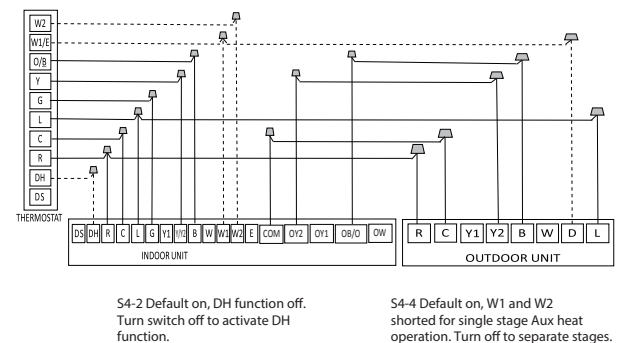 W2
W1/E
O/B
Y
G
L
C
R
DH
DS
THERMOSTAT
DS DH R C L G Y1 Y/Y2 B W W1 W2 E COM OY2 OY1 OB/O OW
INDOOR UNIT
R C Y1 Y2 B W D L
OUTDOOR UNIT
S4-2 Default on, DH function off.
Turn switch off to activate DH
function.
S4-4 Default on, W1 and W2
shorted for single stage Aux heat
operation. Turn off to separate stages.